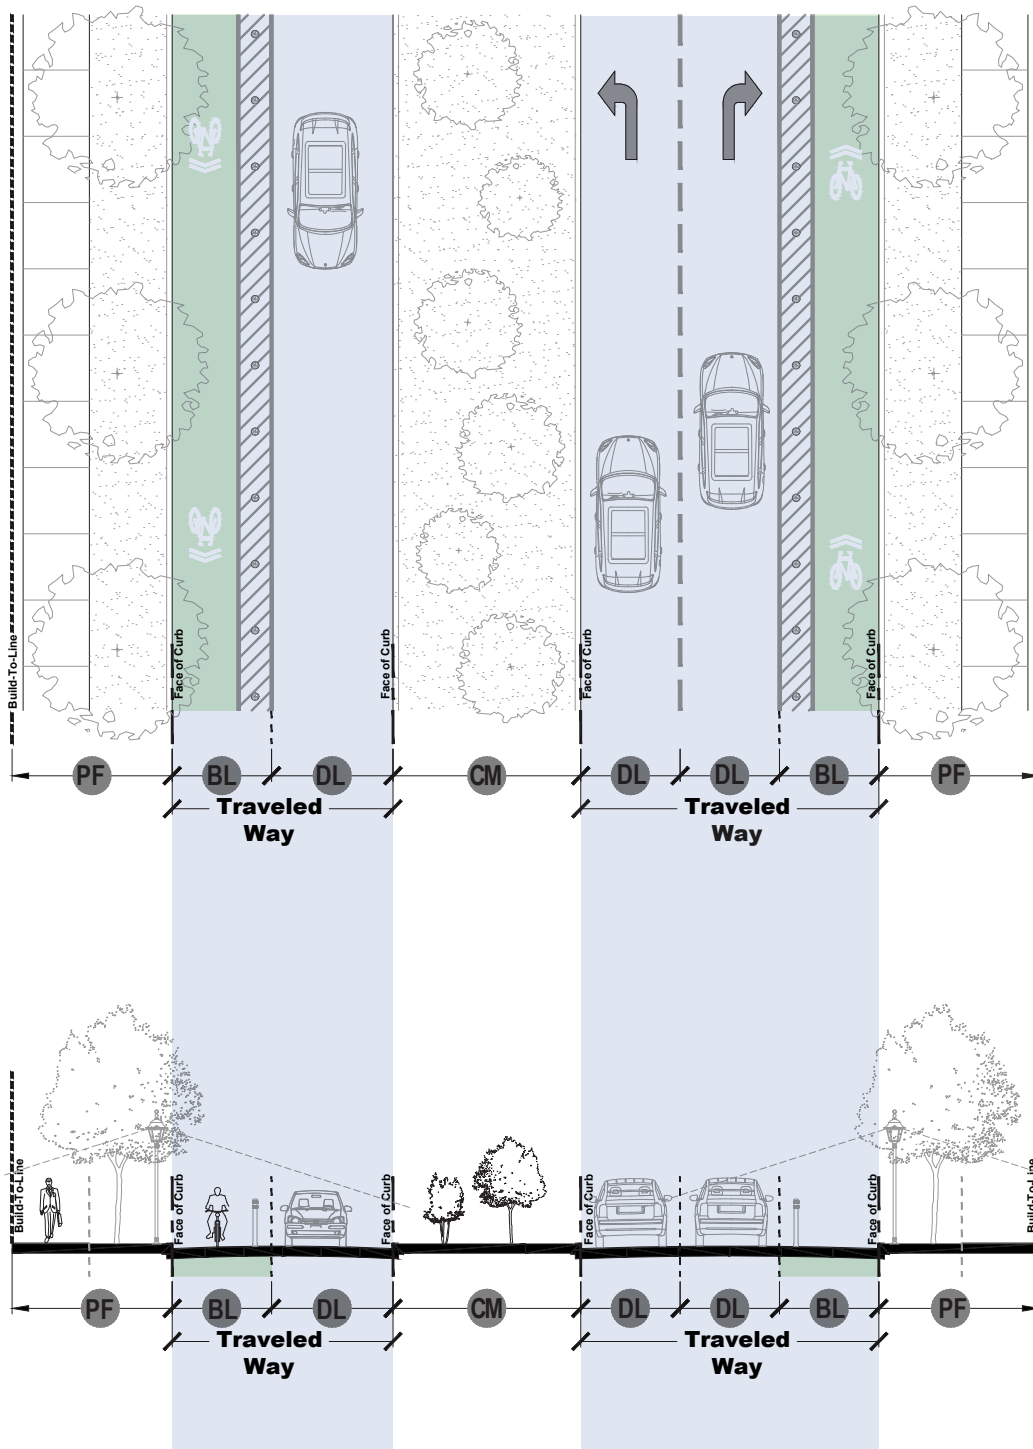 Build-To-Line
Face of Curb
Face of Curb
Face of Curb
Face of Curb
PF
BL
DL
CM
DL
DL
BL
PF
Traveled
Way
Traveled
Way
Build-To-Line
Face of Curb
Face of Curb
Face of Curb
Face of Curb
Build-To-Line
PF
BL
DL
CM
DL
DL
BL
PF
Traveled
Way
Traveled
Way